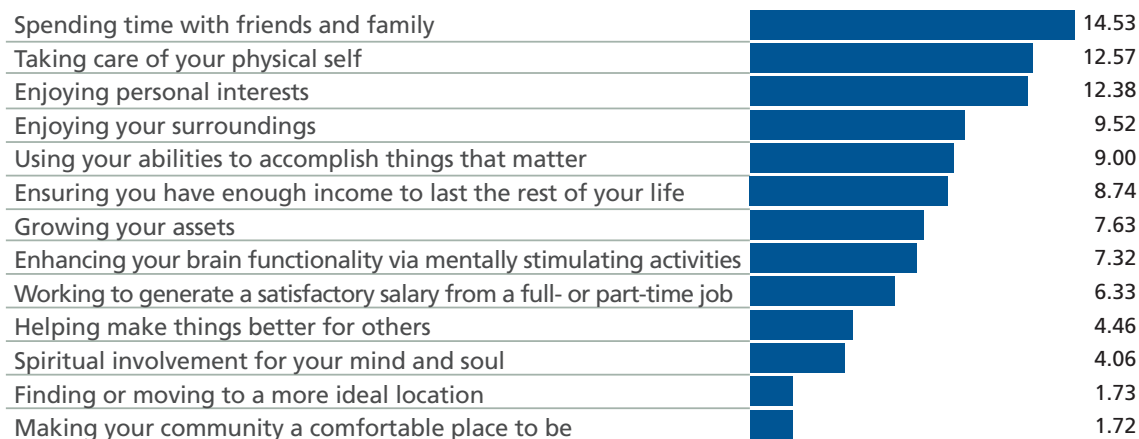 Spending time with friends and family 14.53
Taking care of your physical self 12.57
Enjoying personal interests 12.38
Enjoying your surroundings 9.52
Using your abilities to accomplish things that matter 9.00
Ensuring you have enough income to last the rest of your life 8.74
Growing your assets 7.63
Enhancing your brain functionality via mentally stimulating activities 7.32
Working to generate a satisfactory salary from a full- or part-time job 6.33
Helping make things better for others 4.46
Spiritual involvement for your mind and soul 4.06
Finding or moving to a more ideal location 1.73
Making your community a comfortable place to be 1.72